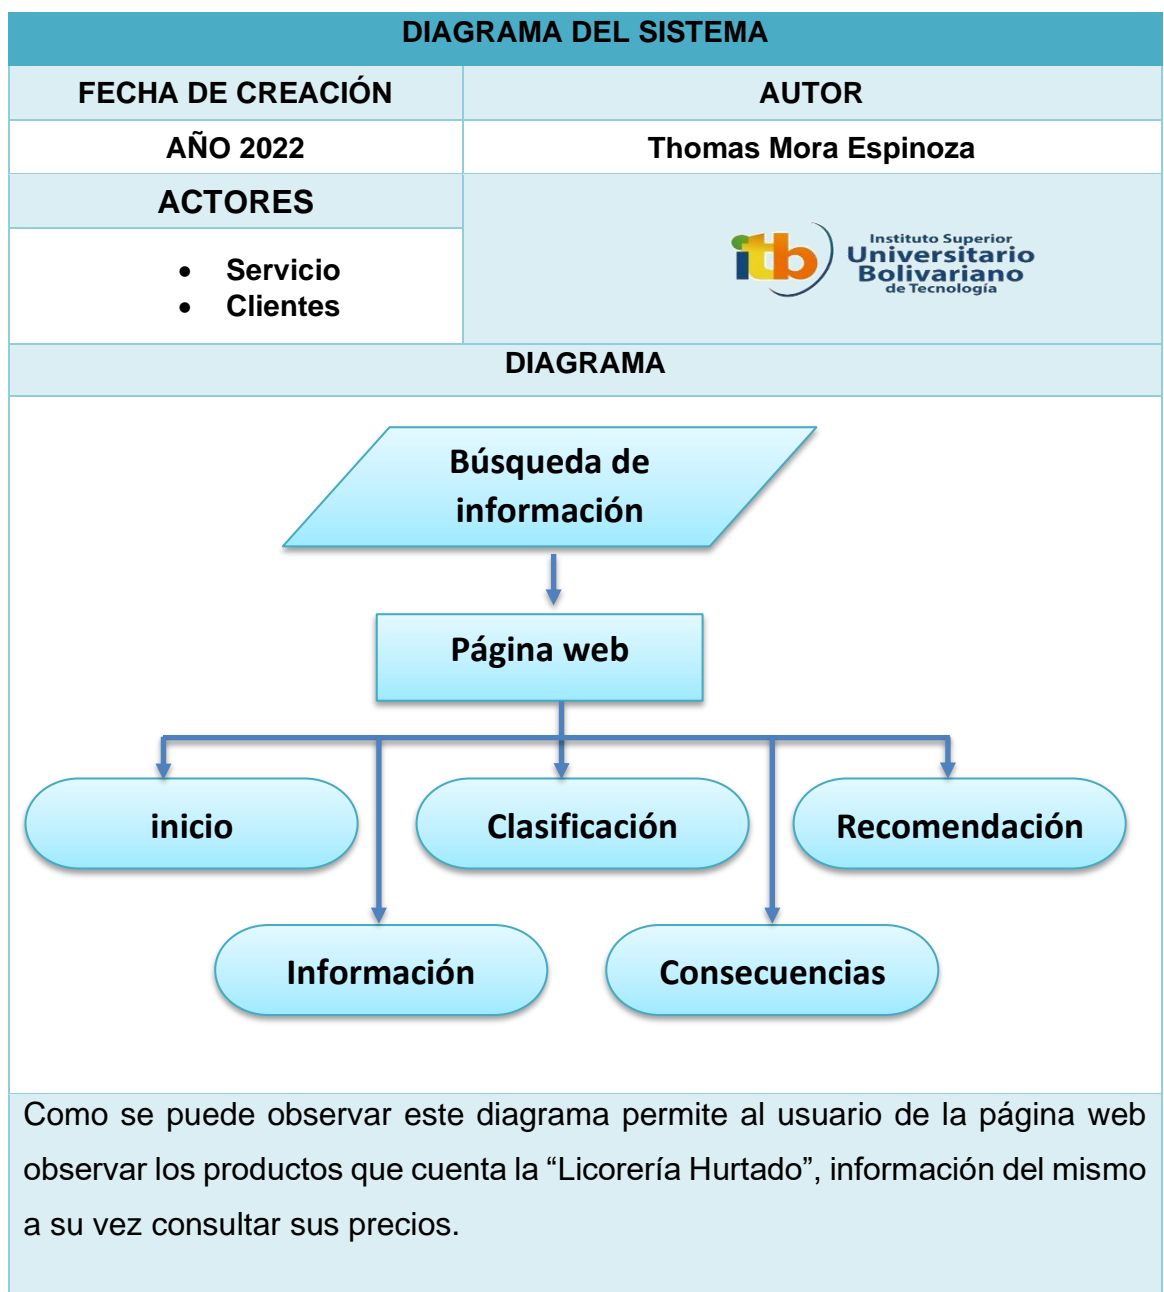 DIAGRAMA DEL SISTEMA
FECHA DE CREACIÓN
AUTOR
AÑO 2022
Thomas Mora Espinoza
ACTORES
• Servicio
• Clientes
itb
Instituto Superior
Universitario
Bolivariano
de Tecnología
DIAGRAMA
Búsqueda de
información
Página web
inicio
Clasificación
Recomendación
Información
Consecuencias
Como se puede observar este diagrama permite al usuario de la página web
observar los productos que cuenta la “Licorería Hurtado”, información del mismo
a su vez consultar sus precios.